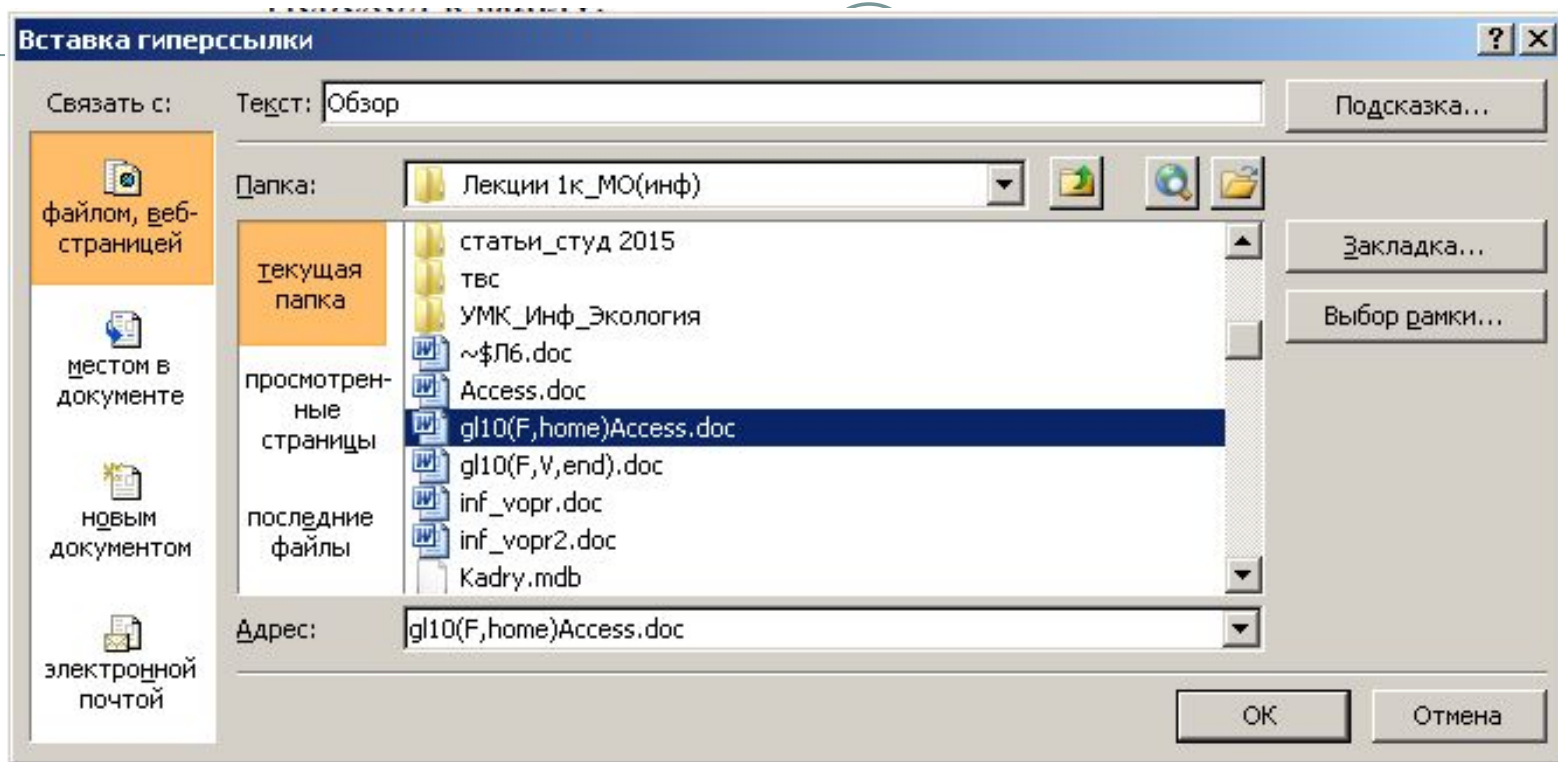 Вставка гиперссылки
Связать с:
Текст: Обзор
Подсказка...
файлом, веб-
страницей
Папка:
Лекции 1к_МО(инф)
текущая
папка
статьи_студ 2015
твс
УМК_Инф_Экология
~$Л6.doc
Access.doc
gl10(F,home)Access.doc
gl10(F,V,end).doc
inf_vopr.doc
inf_vopr2.doc
Kadry.mdb
Закладка...
Выбор рамки...
местом в
документе
просмотрен-
ные
страницы
новым
документом
последние
файлы
Адрес:
gl10(F,home)Access.doc
электронной
почтой
ОК
Отмена